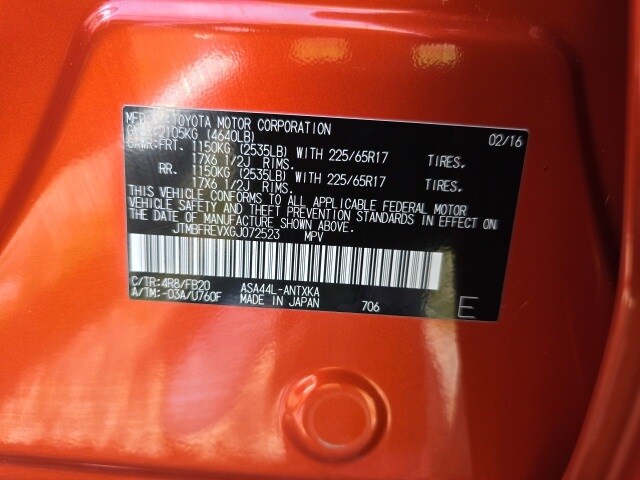 MFD. BY: TOYOTA MOTOR CORPORATION 02/16
2105KG (4640LB)
GAWR-FRT. 1150KG (2535LB) WITH 225/65R17 TIRES.
17X6 1/2J RIMS.
RR. 1150KG (2535LB) WITH 225/65R17 TIRES.
17X6 1/2J RIMS.
THIS VEHICLE CONFORMS TO ALL APPLICABLE FEDERAL MOTOR
VEHICLE SAFETY AND THEFT PREVENTION STANDARDS IN EFFECT ON
THE DATE OF MANUFACTURE SHOWN ABOVE.
JTMBFREVXGJ072523 MPV
C/TR:4R8/FB20 ASA44L-ANTXKA
A/TM:-03A/U760F MADE IN JAPAN 706 E